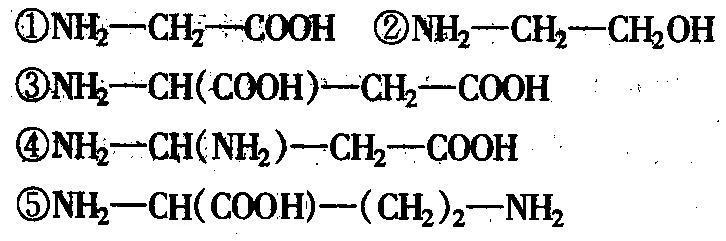 ①NH₂—CH₂—COOH ②NH₂—CH₂—CH₂OH
③NH₂—CH(COOH)—CH₂—COOH
④NH₂—CH(NH₂)—CH₂—COOH
⑤NH₂—CH(COOH)—(CH₂)₂—NH₂